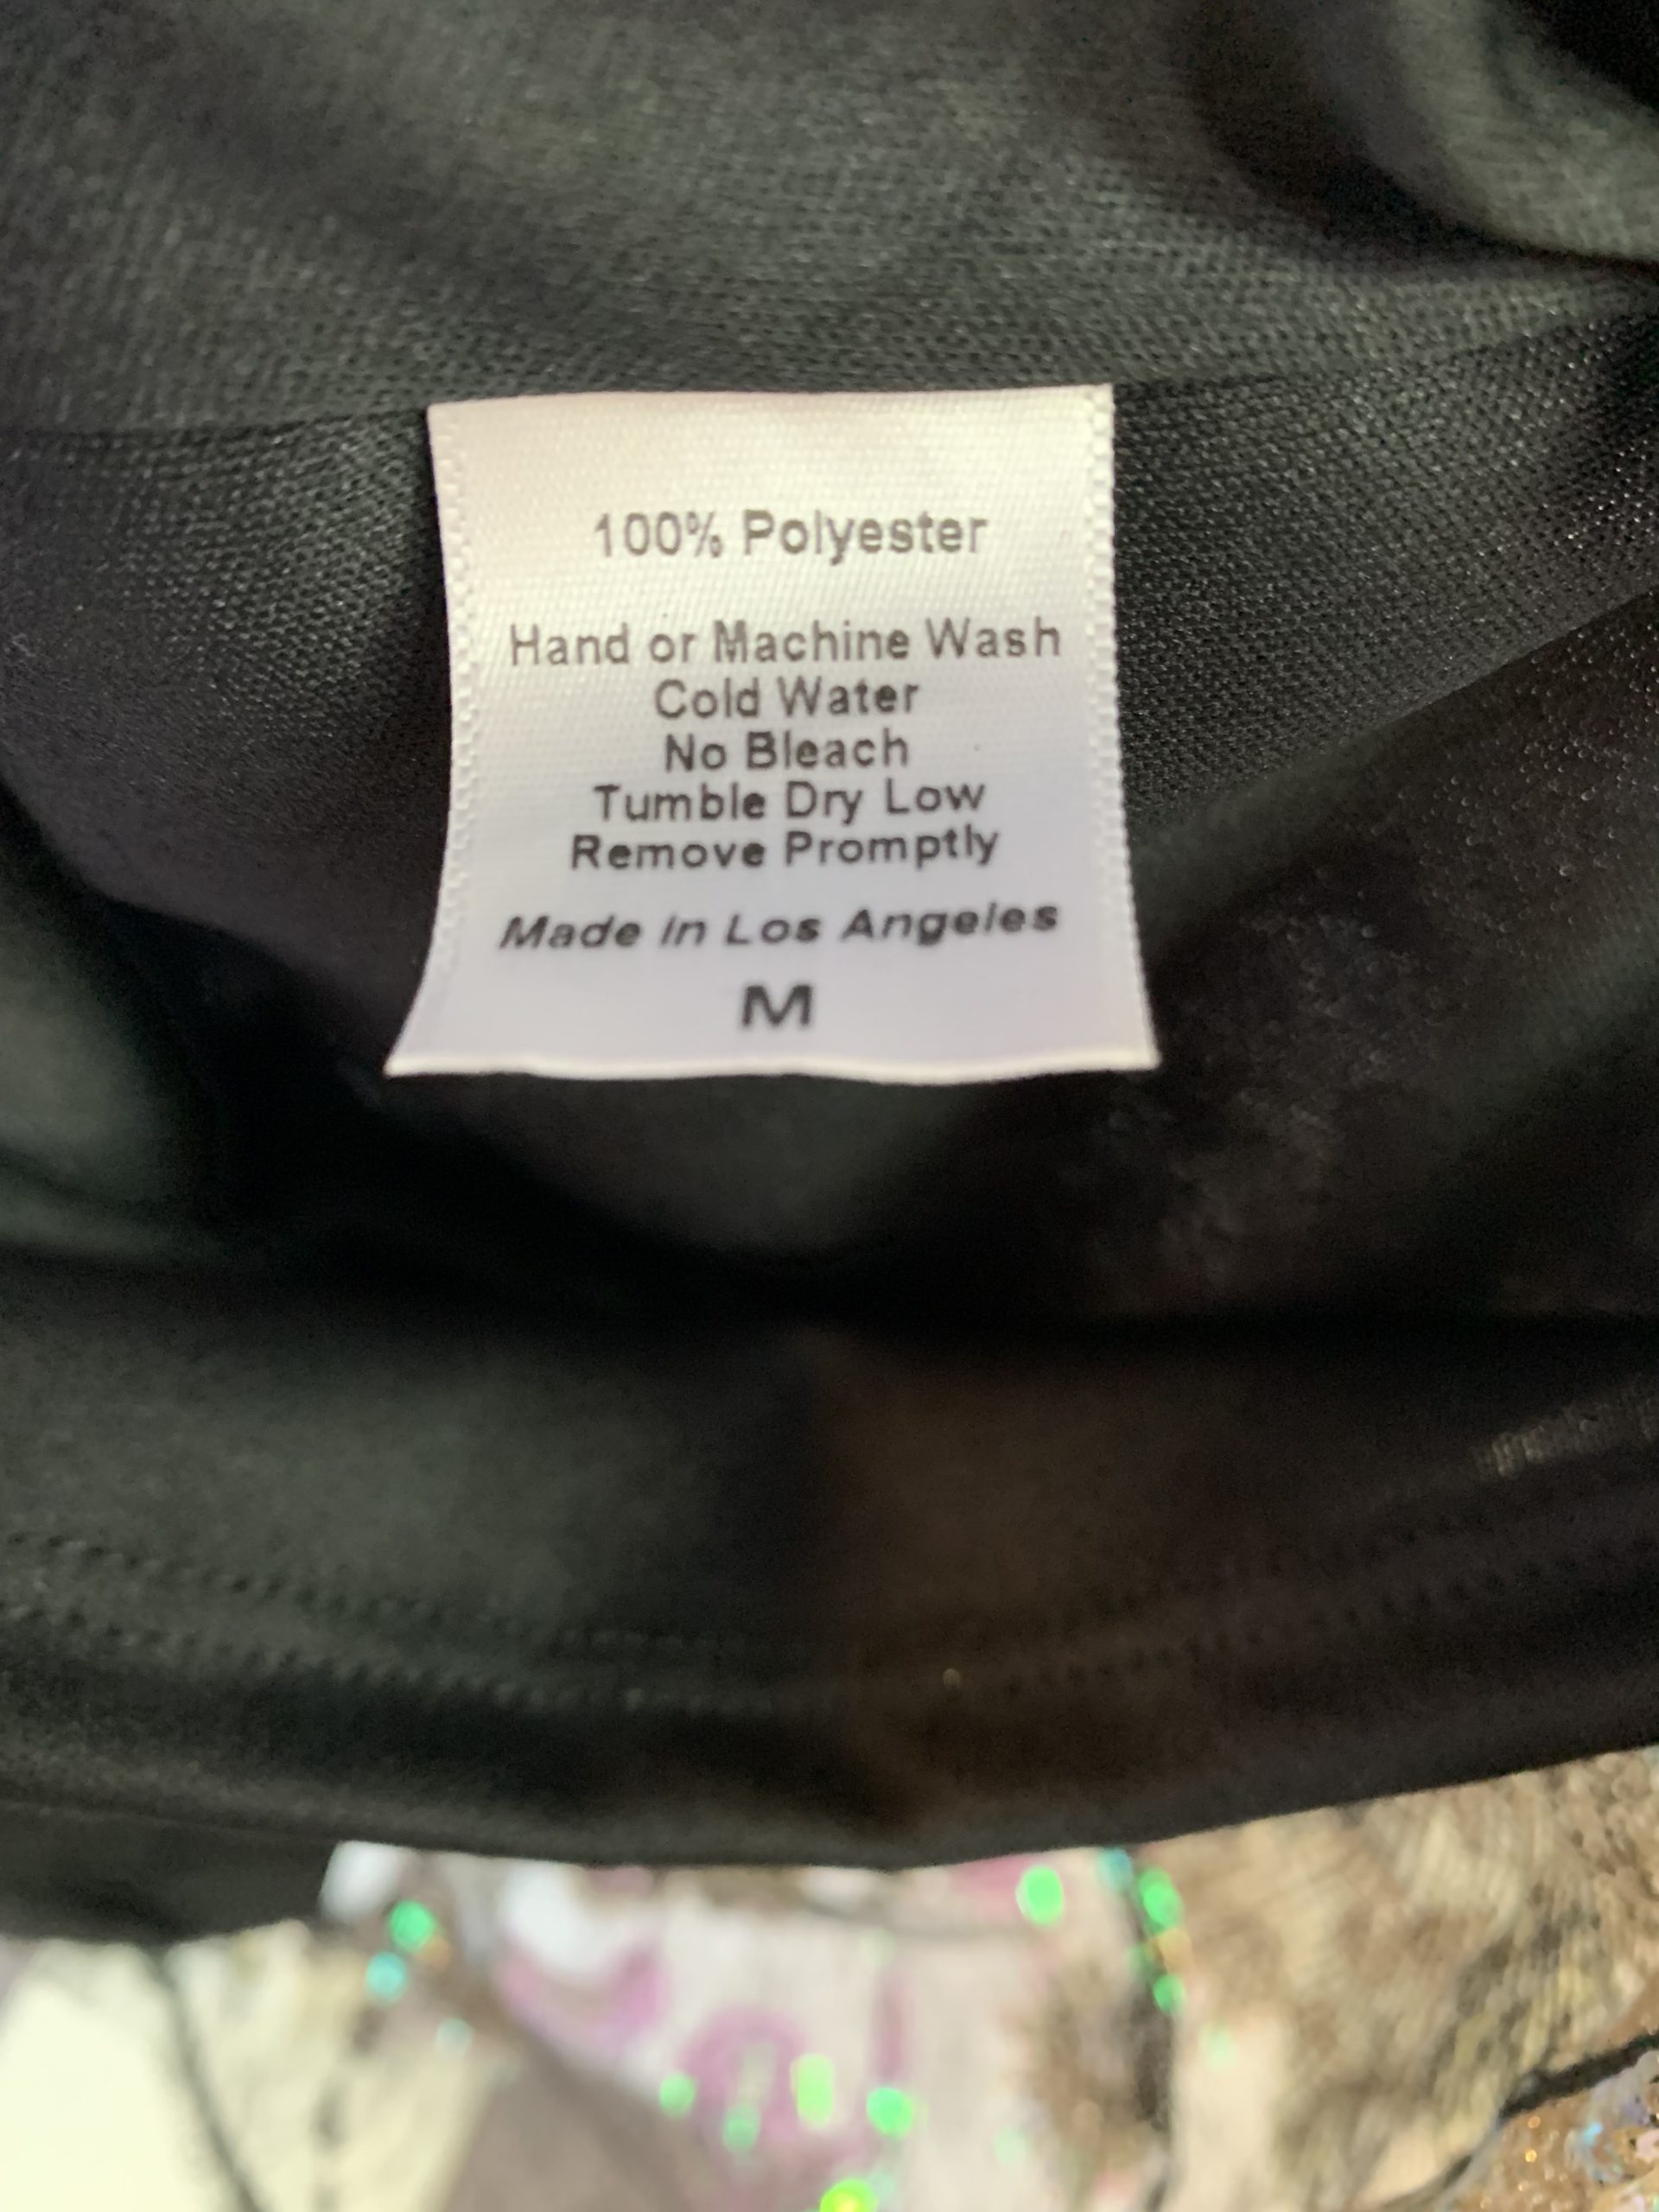 100% Polyester
Hand or Machine Wash
Cold Water
No Bleach
Tumble Dry Low
Remove Promptly
Made in Los Angeles
M